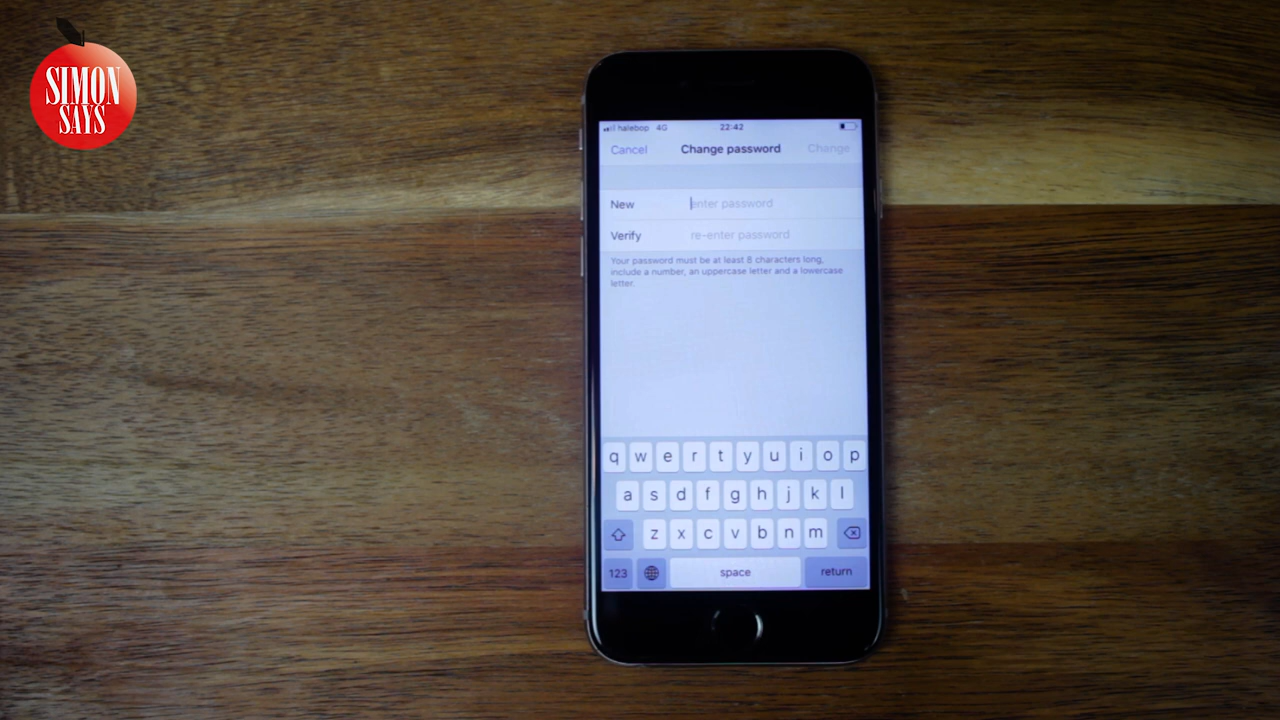 SIMON
SAYS
halebop 4G 22:42
Cancel Change password Change
New enter password
Verify re-enter password
Your password must be at least 8 characters long,
include a number, an uppercase letter and a lowercase
letter.
q w e r t y u i o p
a s d f g h j k l
z x c v b n m
123 space return